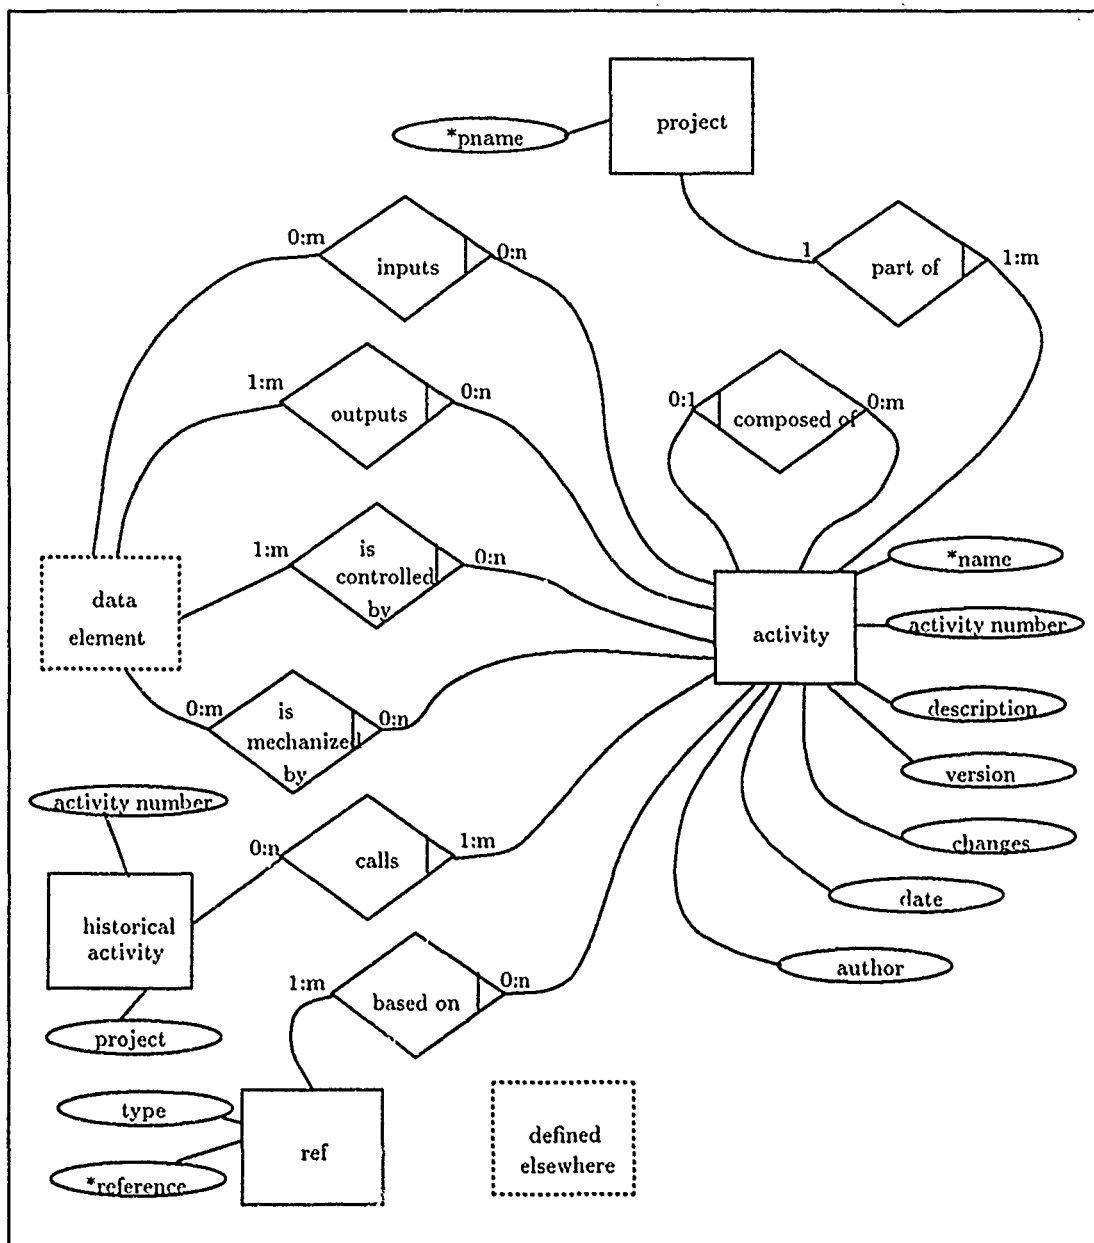 project
*pname
0:m
inputs
0:n
1
part of
1:m
1:m
outputs
0:n
0:1
composed of
0:m
1:m
is
controlled
by
0:n
data
element
activity
*name
activity number
description
version
changes
date
author
0:m
is
mechanized
by
0:n
activity number
0:n
calls
1:m
historical
activity
project
1:m
based on
0:n
type
*reference
ref
defined
elsewhere